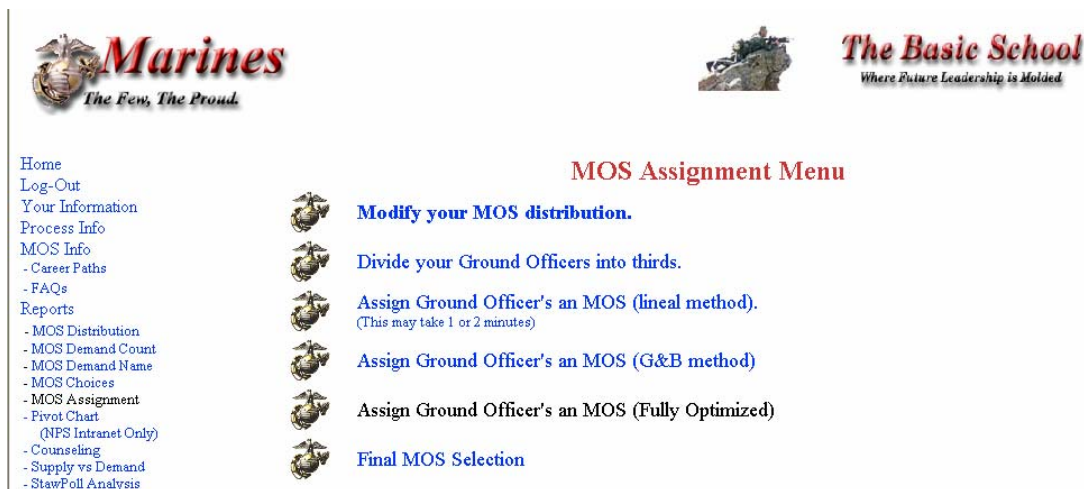 Marines
The Few, The Proud.
The Basic School
Where Future Leadership is Molded
Home
Log-Out
Your Information
Process Info
MOS Info
- Career Paths
- FAQs
Reports
- MOS Distribution
- MOS Demand Count
- MOS Demand Name
- MOS Choices
- MOS Assignment
- Pivot Chart
(NPS Intranet Only)
- Counseling
- Supply vs Demand
- StawPoll Analysis
MOS Assignment Menu
Modify your MOS distribution.
Divide your Ground Officers into thirds.
Assign Ground Officer's an MOS (lineal method).
(This may take 1 or 2 minutes)
Assign Ground Officer's an MOS (G&B method)
Assign Ground Officer's an MOS (Fully Optimized)
Final MOS Selection